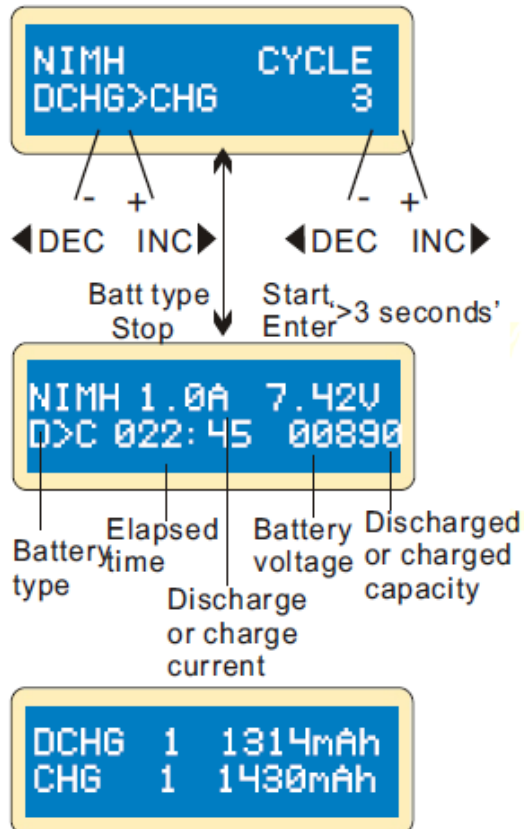 NIMH CYCLE
DCHG>CHG 3
- + - +
◀DEC INC▶ ◀DEC INC▶
Batt type Start
Stop Enter '>3 seconds'
NIMH 1.0A 7.42V
D>C 022:45 00890
Battery type
Elapsed time
Discharge or charge current
Battery voltage
Discharged or charged capacity
DCHG 1 1314mAh
CHG 1 1430mAh